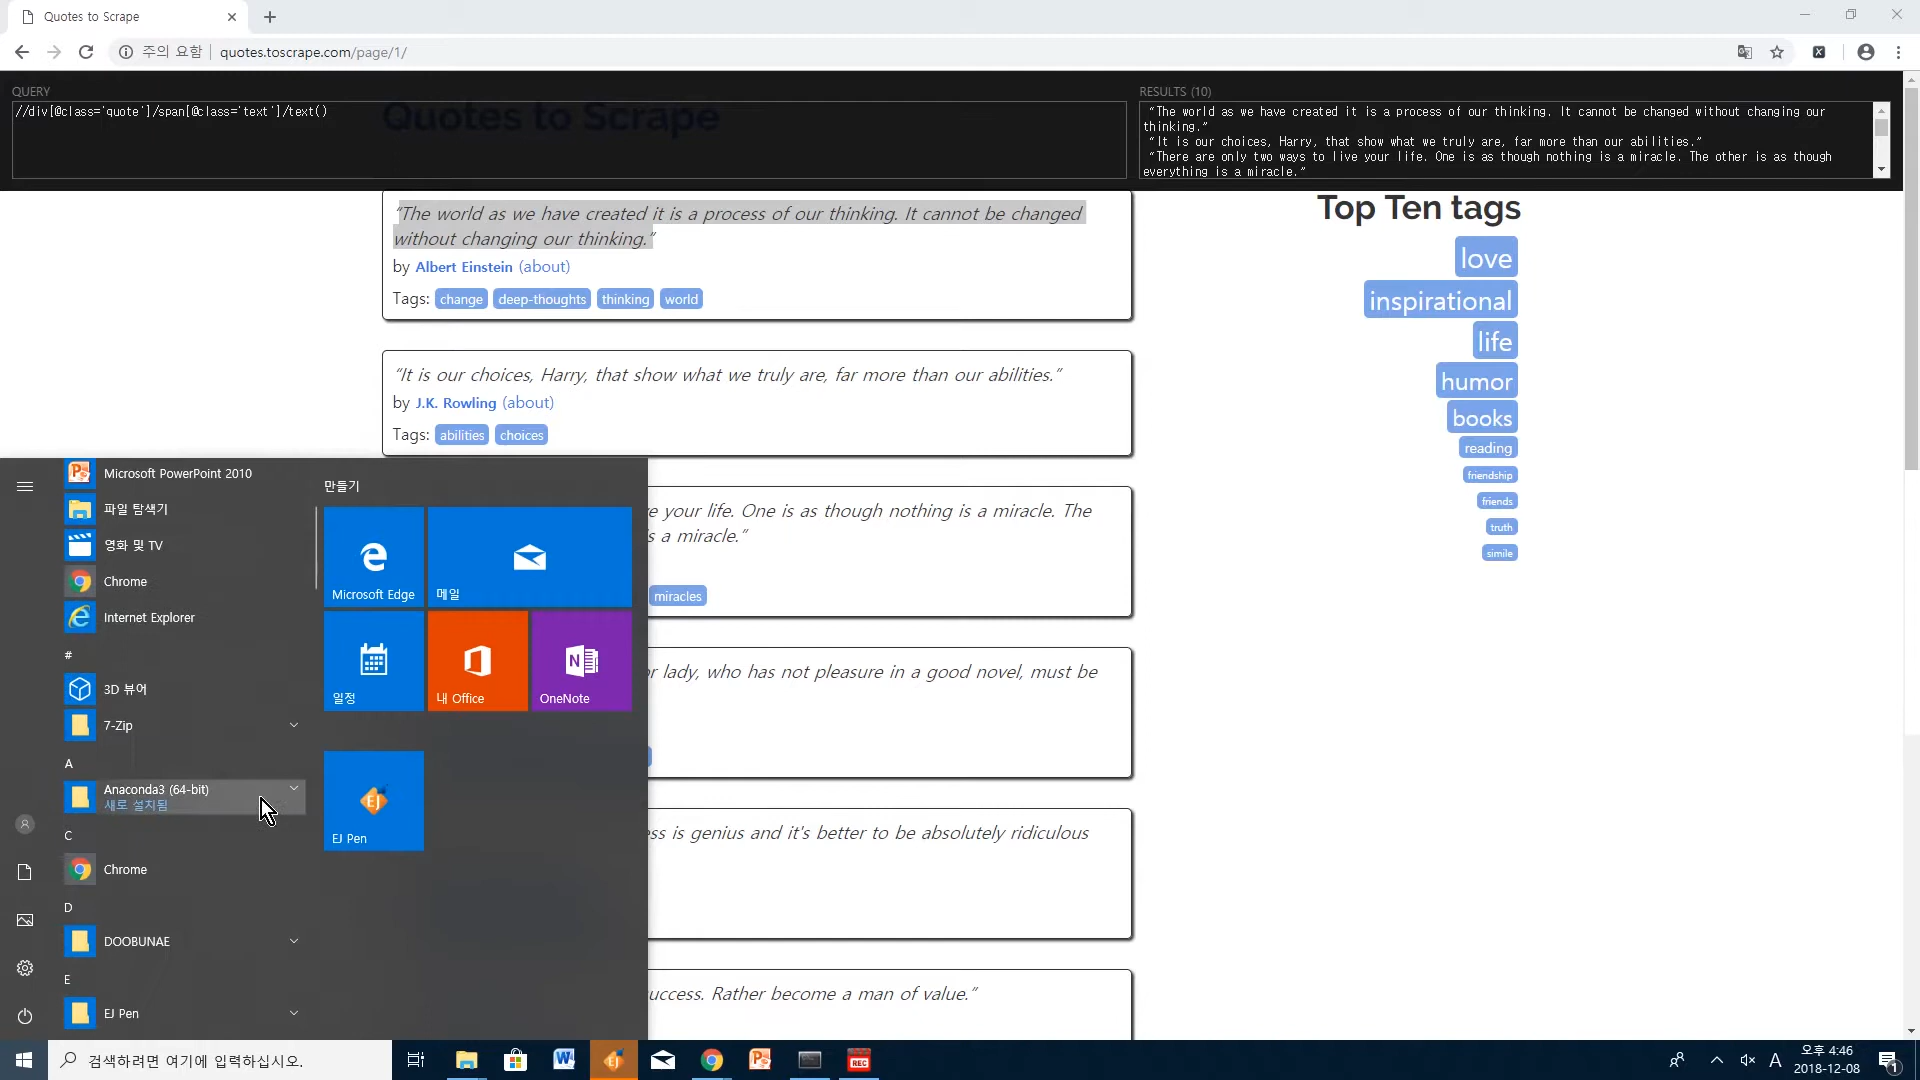 Quotes to Scrape
주의 요함
quotes.toscrape.com/page/1/
QUERY
//div[@class='quote']/span[@class='text']/text()
RESULTS (10)
“The world as we have created it is a process of our thinking. It cannot be changed without changing our
thinking.”
“It is our choices, Harry, that show what we truly are, far more than our abilities.”
“There are only two ways to live your life. One is as though nothing is a miracle. The other is as though
everything is a miracle.”
Quotes to Scrape
“The world as we have created it is a process of our thinking. It cannot be changed
without changing our thinking.”
by Albert Einstein (about)
Tags: change deep-thoughts thinking world
“It is our choices, Harry, that show what we truly are, far more than our abilities.”
by J.K. Rowling (about)
Tags: abilities choices
e your life. One is as though nothing is a miracle. The
s a miracle.”
miracles
r lady, who has not pleasure in a good novel, must be
ss is genius and it's better to be absolutely ridiculous
uccess. Rather become a man of value.”
Top Ten tags
love
inspirational
life
humor
books
reading
friendship
friends
truth
simile
Microsoft PowerPoint 2010
파일 탐색기
영화 및 TV
Chrome
Internet Explorer
#
3D 뷰어
7-Zip
A
Anaconda3 (64-bit)
새로 설치됨
C
Chrome
D
DOOBUNAE
E
EJ Pen
만들기
Microsoft Edge
메일
일정
내 Office
OneNote
EJ Pen
검색하려면 여기에 입력하십시오.
REC
A
오후 4:46
2018-12-08
1